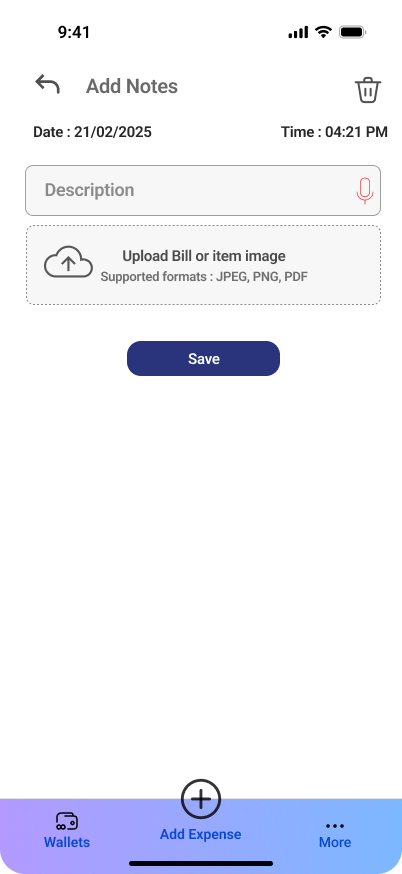 9:41
Add Notes
Date : 21/02/2025
Time : 04:21 PM
Description
Upload Bill or item image
Supported formats : JPEG, PNG, PDF
Save
Wallets
Add Expense
More